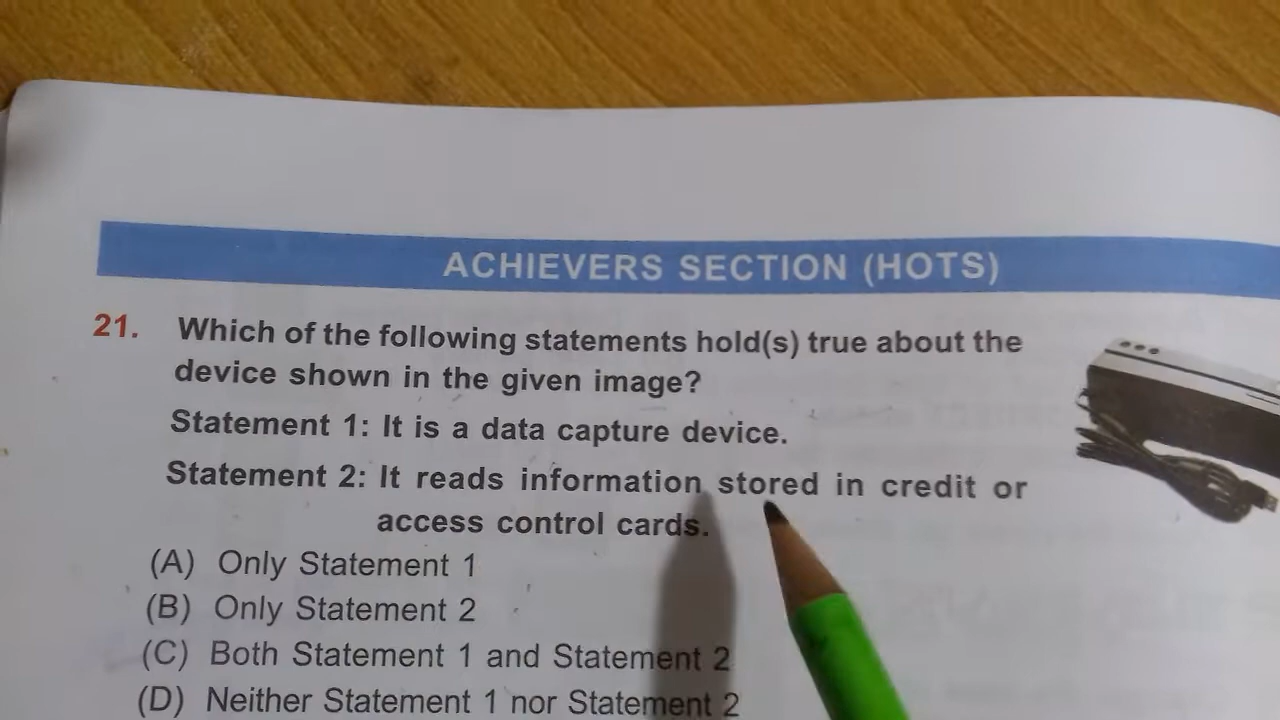 ACHIEVERS SECTION (HOTS)
21. Which of the following statements hold(s) true about the
device shown in the given image?
Statement 1: It is a data capture device.
Statement 2: It reads information stored in credit or
access control cards.
(A) Only Statement 1
(B) Only Statement 2
(C) Both Statement 1 and Statement 2
(D) Neither Statement 1 nor Statement 2